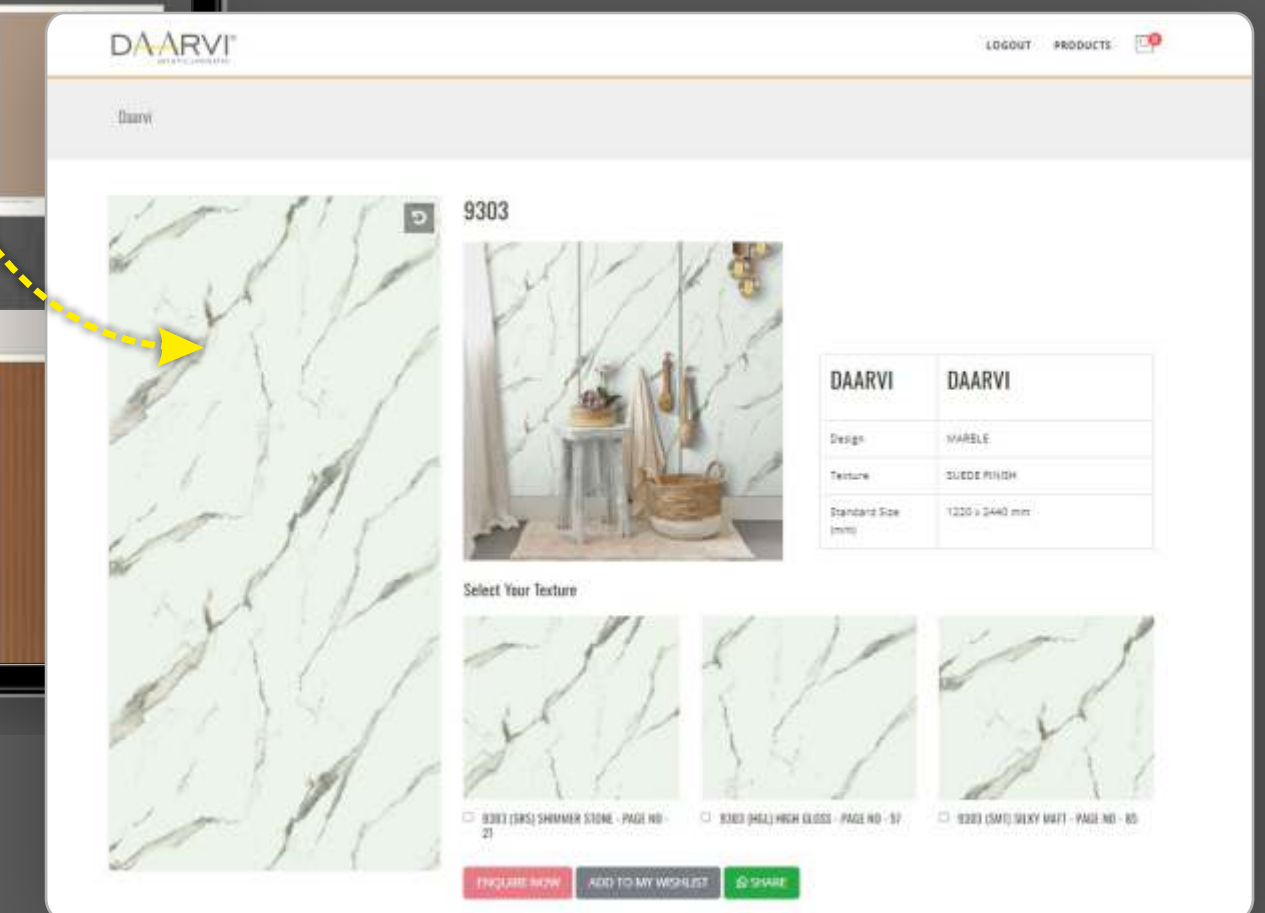 DAARVI®
LOGOUT PRODUCTS
Daarvi
9303
DAARVI DAARVI
Design MARBLE
Texture SUEDE FINISH
Standard Size 1220 x 2440 mm
(mm)
Select Your Texture
9303 (SRS) SHIMMER STONE - PAGE NO -
21
9303 (HGL) HIGH GLOSS - PAGE NO - 57
9303 (SMT) SILKY MATT - PAGE NO - 85
ENQUIRE NOW ADD TO MY WISHLIST SHARE